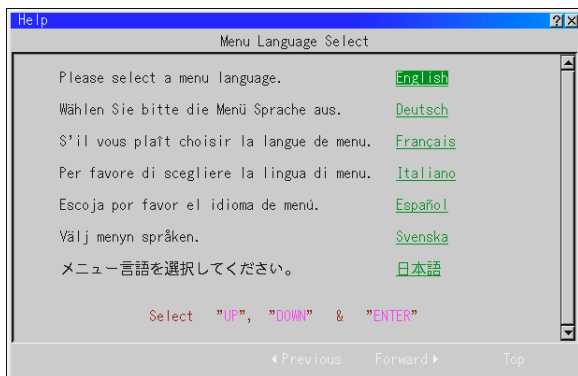 Help
Menu Language Select
Please select a menu language. English
Wählen Sie bitte die Menü Sprache aus. Deutsch
S'il vous plaît choisir la langue de menu. Français
Per favore di scegliere la lingua di menu. Italiano
Escoja por favor el idioma de menú. Español
Välj menyn språken. Svenska
メニュー言語を選択してください。 日本語
Select "UP", "DOWN" & "ENTER"
Previous Forward Top